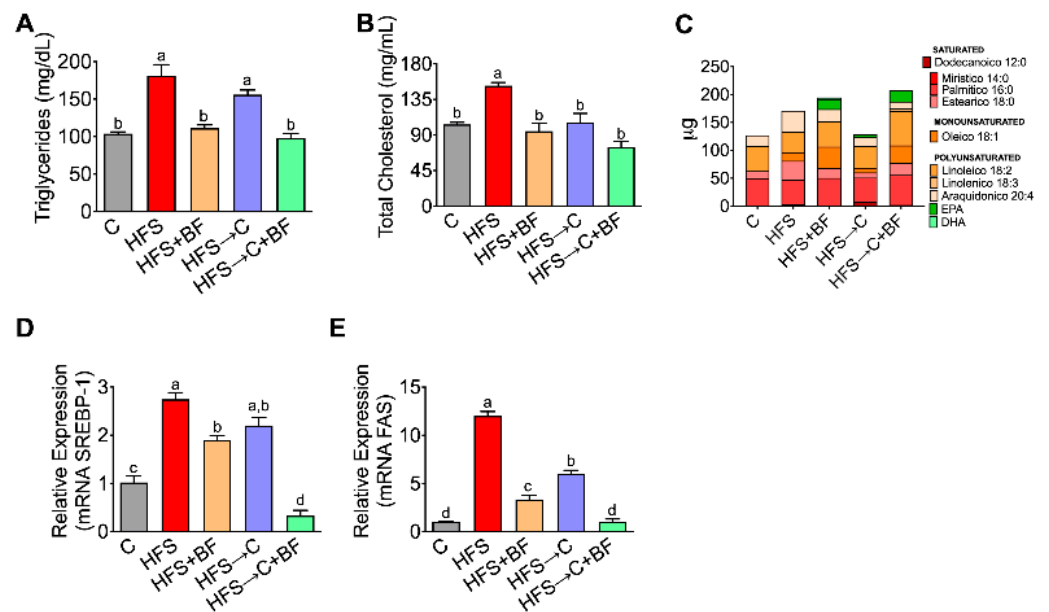 A
Triglycerides (mg/dL)
200
150
100
50
0
b
a
b
a
b
C
HFS
HFS+BF
HFS→C
HFS→C+BF
B
Total Cholesterol (mg/mL)
180
135
90
45
0
b
a
b
b
b
C
HFS
HFS+BF
HFS→C
HFS→C+BF
C
µg
250
200
150
100
50
0
C
HFS
HFS+BF
HFS→C
HFS→C+BF
SATURATED
Dodecanoico 12:0
Miristico 14:0
Palmitico 16:0
Estearico 18:0
MONOUNSATURATED
Oleico 18:1
POLYUNSATURATED
Linoleico 18:2
Linolenico 18:3
Araquidonico 20:4
EPA
DHA
D
Relative Expression
(mRNA SREBP-1)
3
2
1
0
c
a
b
a,b
d
C
HFS
HFS+BF
HFS→C
HFS→C+BF
E
Relative Expression
(mRNA FAS)
15
10
5
0
d
a
c
b
d
C
HFS
HFS+BF
HFS→C
HFS→C+BF